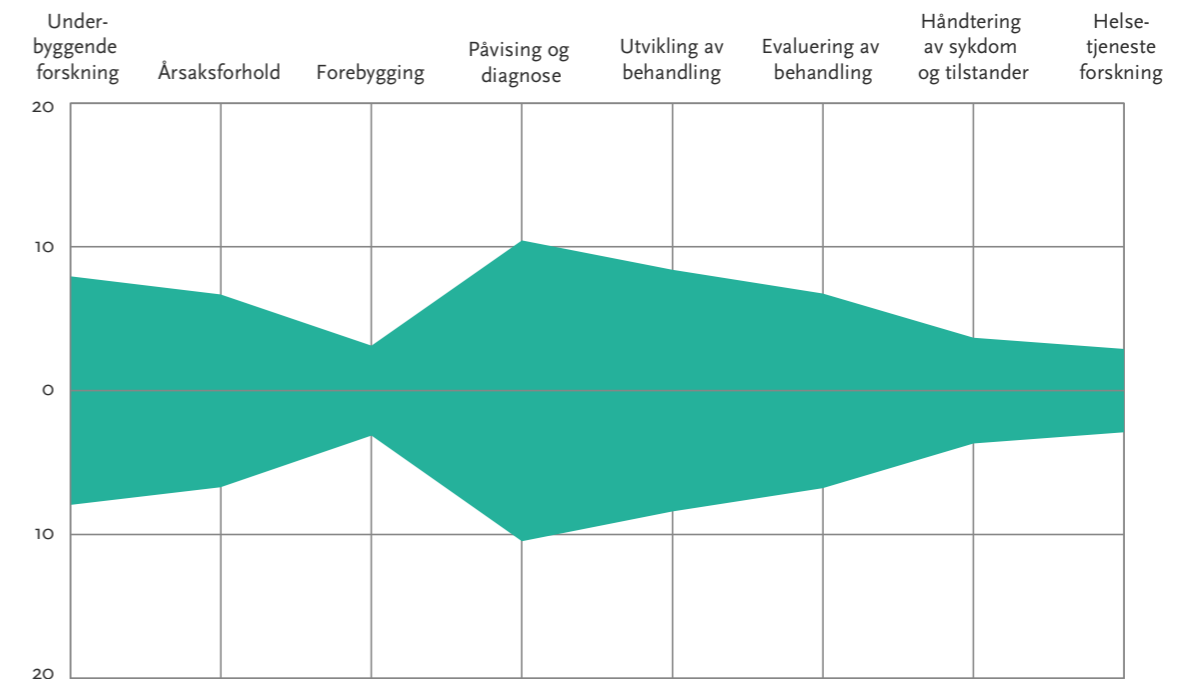 Under-
byggende
forskning
Årsaksforhold
Forebygging
Påvising og
diagnose
Utvikling av
behandling
Evaluering av
behandling
Håndtering
av sykdom
og tilstander
Helse-
tjeneste
forskning
20
10
0
10
20